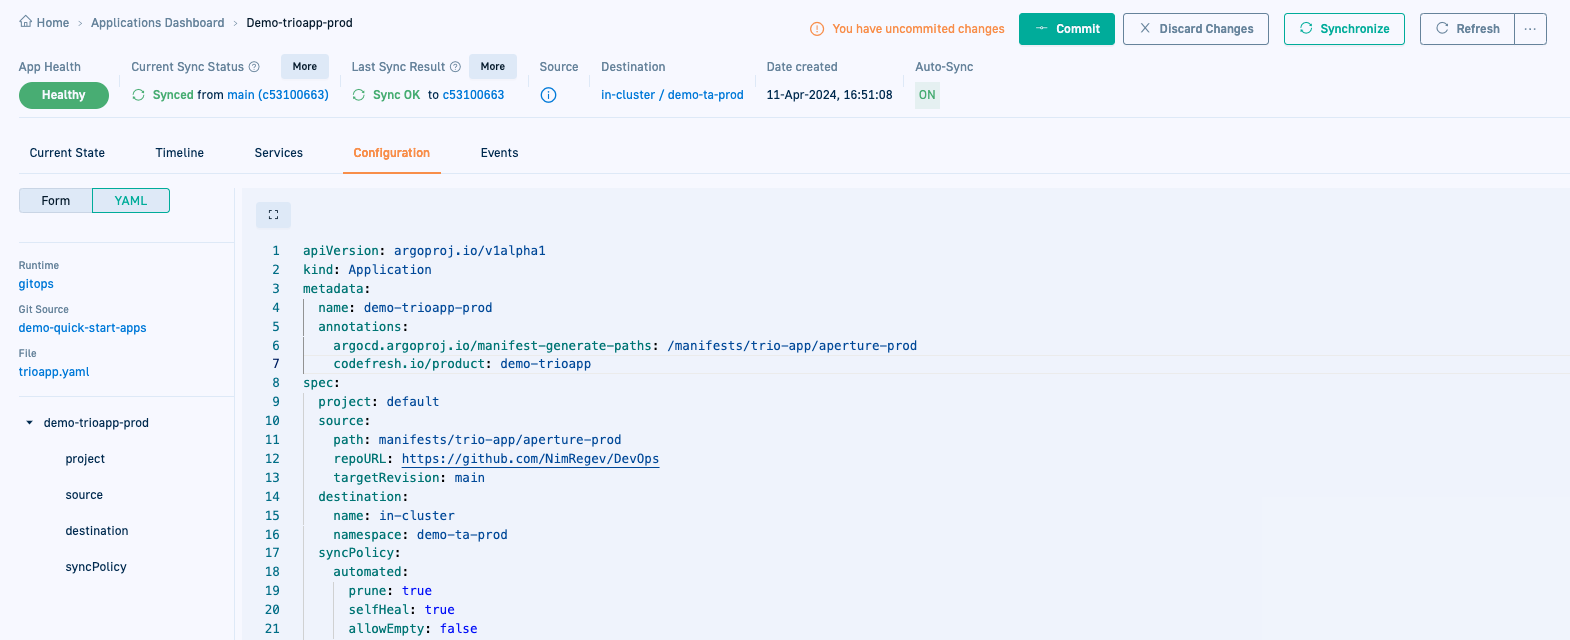 Home > Applications Dashboard > Demo-trioapp-prod
You have uncommited changes
Commit
Discard Changes
Synchronize
Refresh
...
App Health
Current Sync Status
More
Last Sync Result
More
Source
Destination
Date created
Auto-Sync
Healthy
Synced from main (c53100663)
Sync OK to c53100663
in-cluster / demo-ta-prod
11-Apr-2024, 16:51:08
ON
Current State
Timeline
Services
Configuration
Events
Form
YAML
Runtime
gitops
Git Source
demo-quick-start-apps
File
trioapp.yaml
demo-trioapp-prod
project
source
destination
syncPolicy
1 apiVersion: argoproj.io/v1alpha1
2 kind: Application
3 metadata:
4 name: demo-trioapp-prod
5 annotations:
6 argocd.argoproj.io/manifest-generate-paths: /manifests/trio-app/aperture-prod
7 codefresh.io/product: demo-trioapp
8 spec:
9 project: default
10 source:
11 path: manifests/trio-app/aperture-prod
12 repoURL: https://github.com/NimRegev/DevOps
13 targetRevision: main
14 destination:
15 name: in-cluster
16 namespace: demo-ta-prod
17 syncPolicy:
18 automated:
19 prune: true
20 selfHeal: true
21 allowEmpty: false